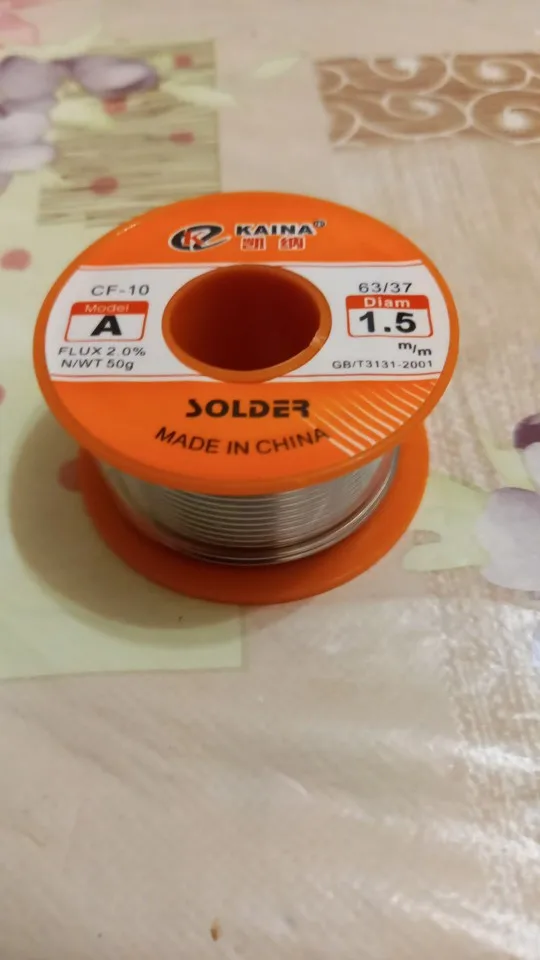 KAINA®
凯纳
CF-10
Model
A
FLUX 2.0%
N/WT 50g
63/37
Diam
1.5
m/m
GB/T3131-2001
SOLDER
MADE IN CHINA